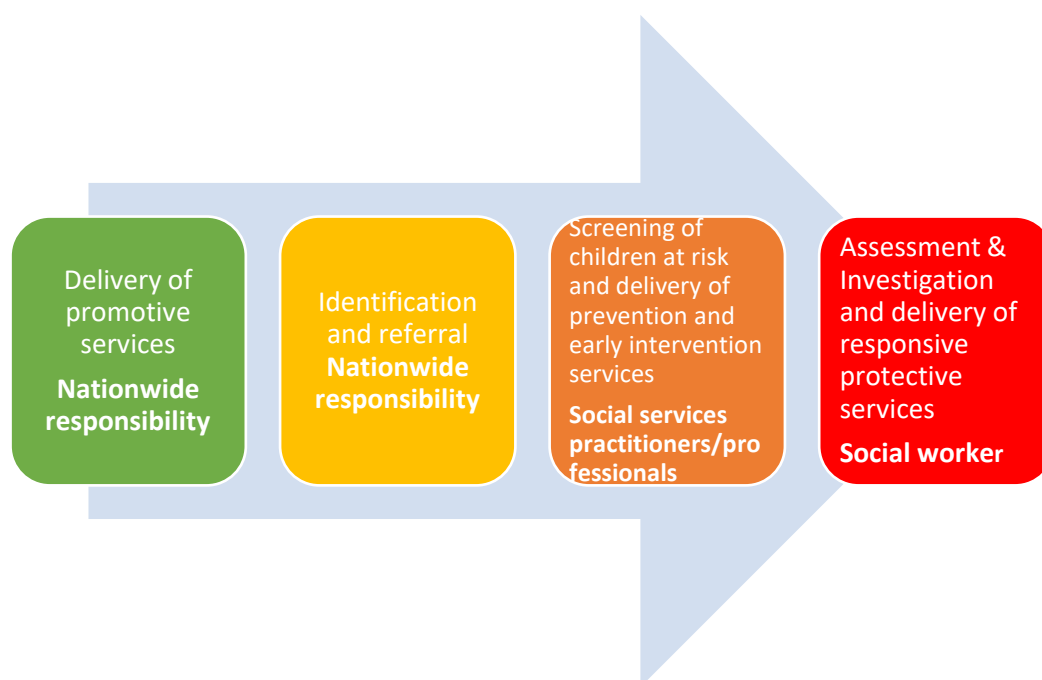 Delivery of
promotive
services
Nationwide
responsibility
Identification
and referral
Nationwide
responsibility
Screening of
children at risk
and delivery of
prevention and
early intervention
services
Social services
practitioners/pro
fessionals
Assessment &
Investigation
and delivery of
responsive
protective
services
Social worker